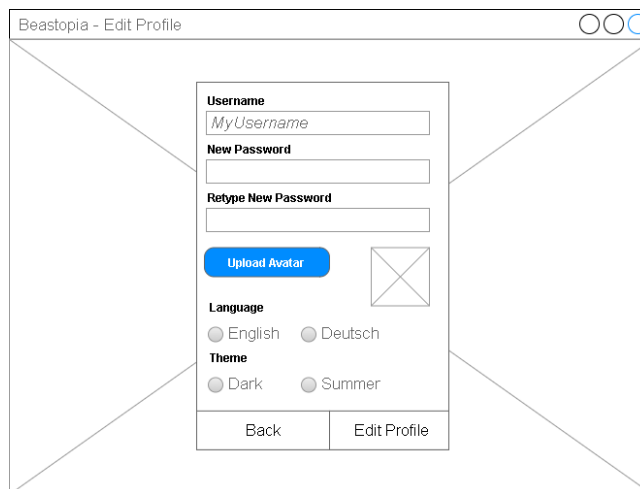 Beastopia - Edit Profile
Username
MyUsername
New Password
Retype New Password
Upload Avatar
Language
English Deutsch
Theme
Dark Summer
Back Edit Profile